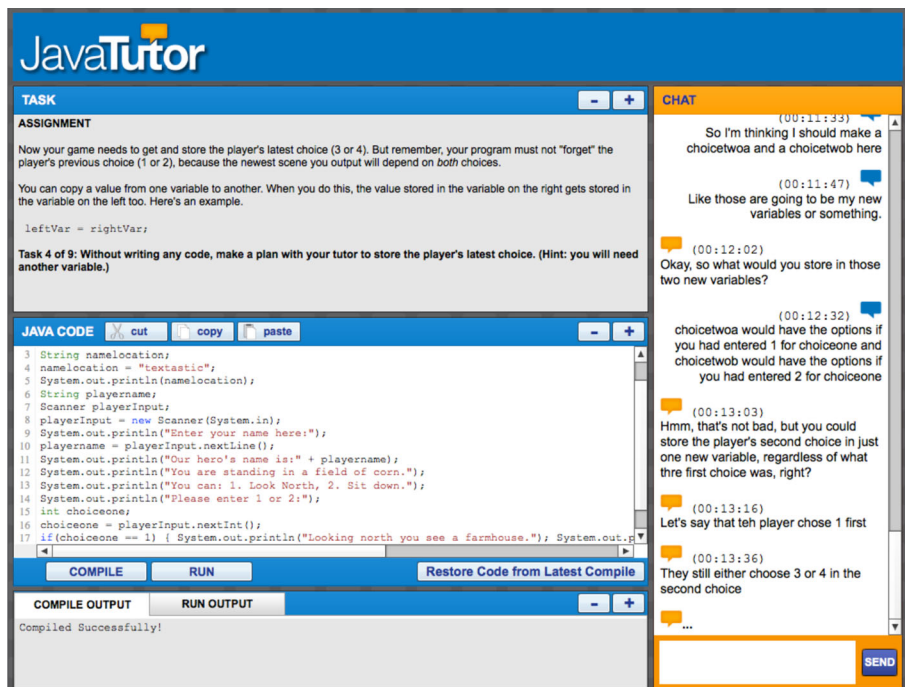 JavaTutor
TASK
- +
ASSIGNMENT
Now your game needs to get and store the player's latest choice (3 or 4). But remember, your program must not "forget" the
player's previous choice (1 or 2), because the newest scene you output will depend on both choices.
You can copy a value from one variable to another. When you do this, the value stored in the variable on the right gets stored in
the variable on the left too. Here's an example.
leftVar = rightVar;
Task 4 of 9: Without writing any code, make a plan with your tutor to store the player's latest choice. (Hint: you will need
another variable.)
JAVA CODE cut copy paste - +
3 String namelocation;
4 namelocation = "textastic";
5 System.out.println(namelocation);
6 String playername;
7 Scanner playerInput;
8 playerInput = new Scanner(System.in);
9 System.out.println("Enter your name here:");
10 playername = playerInput.nextLine();
11 System.out.println("Our hero's name is:" + playername);
12 System.out.println("You are standing in a field of corn.");
13 System.out.println("You can: 1. Look North, 2. Sit down.");
14 System.out.println("Please enter 1 or 2:");
15 int choiceone;
16 choiceone = playerInput.nextInt();
17 if(choiceone == 1) { System.out.println("Looking north you see a farmhouse."); System.out.p
COMPILE RUN Restore Code from Latest Compile
COMPILE OUTPUT RUN OUTPUT - +
Compiled Successfully!
CHAT
(00:11:33)
So I'm thinking I should make a
choicetwoa and a choicetwob here
(00:11:47)
Like those are going to be my new
variables or something.
(00:12:02)
Okay, so what would you store in those
two new variables?
(00:12:32)
choicetwoa would have the options if
you had entered 1 for choiceone and
choicetwob would have the options if
you had entered 2 for choiceone
(00:13:03)
Hmm, that's not bad, but you could
store the player's second choice in just
one new variable, regardless of what
thre first choice was, right?
(00:13:16)
Let's say that teh player chose 1 first
(00:13:36)
They still either choose 3 or 4 in the
second choice
...
SEND